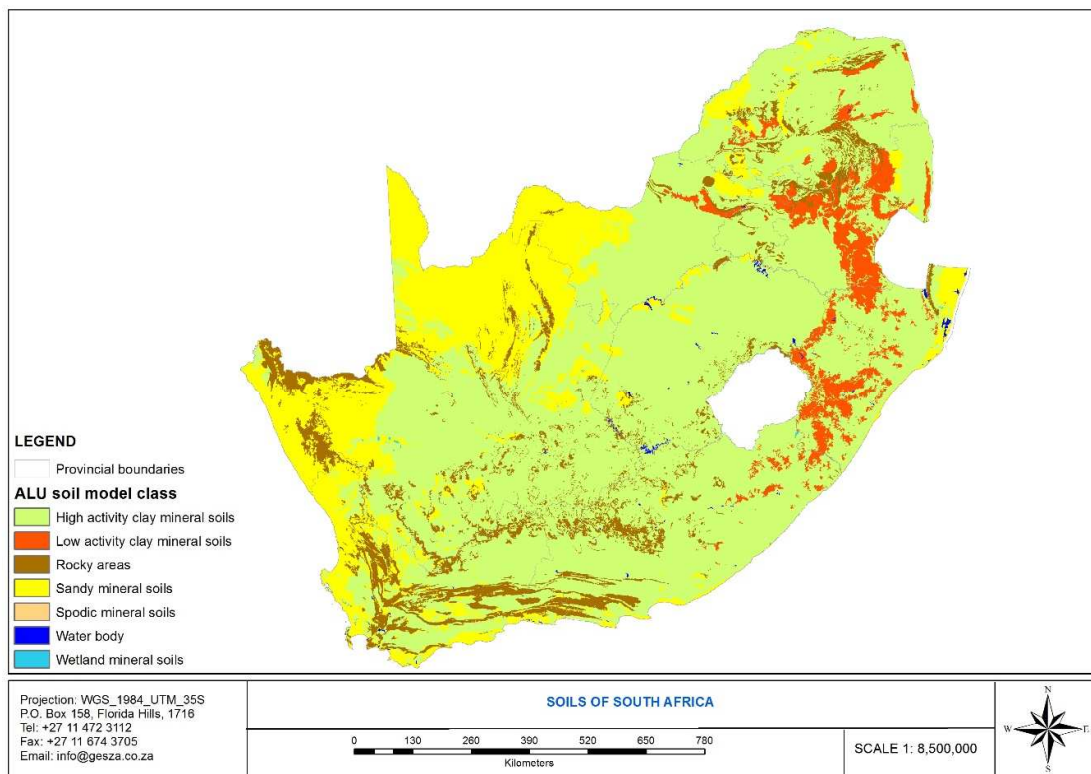 LEGEND
Provincial boundaries
ALU soil model class
High activity clay mineral soils
Low activity clay mineral soils
Rocky areas
Sandy mineral soils
Spodic mineral soils
Water body
Wetland mineral soils
Projection: WGS_1984_UTM_35S
P.O. Box 158, Florida Hills, 1716
Tel: +27 11 472 3112
Fax: +27 11 674 3705
Email: info@gesza.co.za
SOILS OF SOUTH AFRICA
0 130 260 390 520 650 780
Kilometers
SCALE 1: 8,500,000
N
W E
S